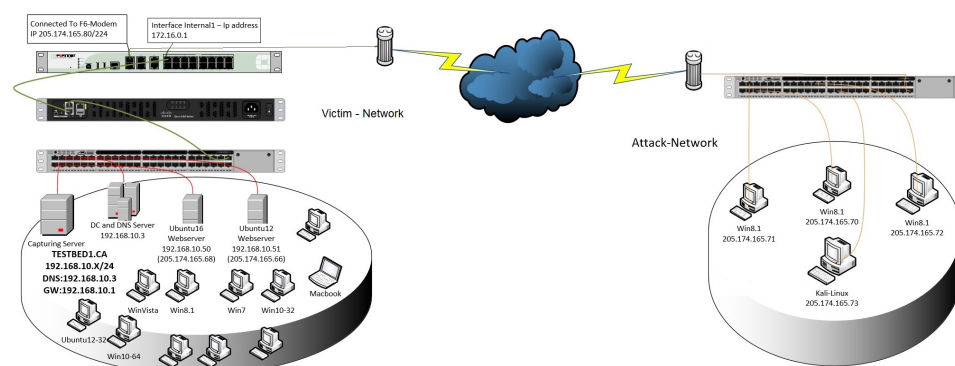 Connected To F6-Modem
IP 205.174.165.80/224
Interface Internal1 – Ip address
172.16.0.1
FORTINET
Victim - Network
Attack-Network
Capturing Server
DC and DNS Server
192.168.10.3
Ubuntu16
Webserver
192.168.10.50
(205.174.165.68)
Ubuntu12
Webserver
192.168.10.51
(205.174.165.66)
TESTBED1.CA
192.168.10.X/24
DNS:192.168.10.3
GW:192.168.10.1
Macbook
WinVista
Win8.1
Win7
Win10-32
Ubuntu12-32
Win10-64
Win8.1
205.174.165.71
Win8.1
205.174.165.70
Win8.1
205.174.165.72
Kali-Linux
205.174.165.73